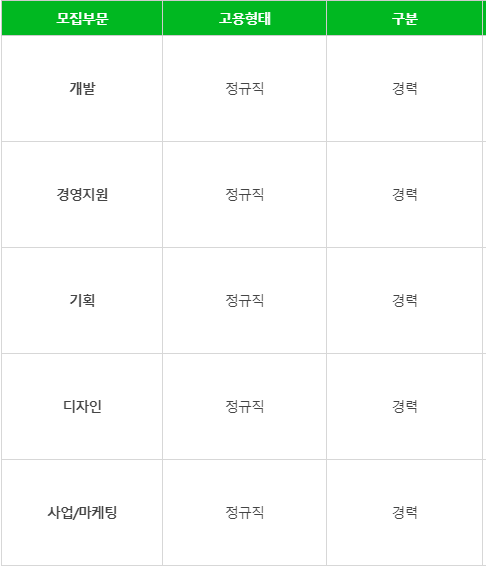 모집부문 고용형태 구분
개발 정규직 경력
경영지원 정규직 경력
기획 정규직 경력
디자인 정규직 경력
사업/마케팅 정규직 경력